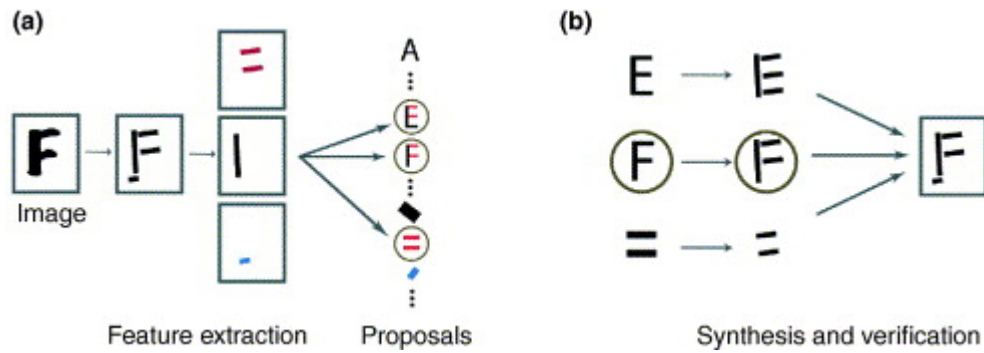 (a)
F
F
Image
A
E
F
=
Feature extraction
Proposals
(b)
E
E
F
F
F
=
=
Synthesis and verification